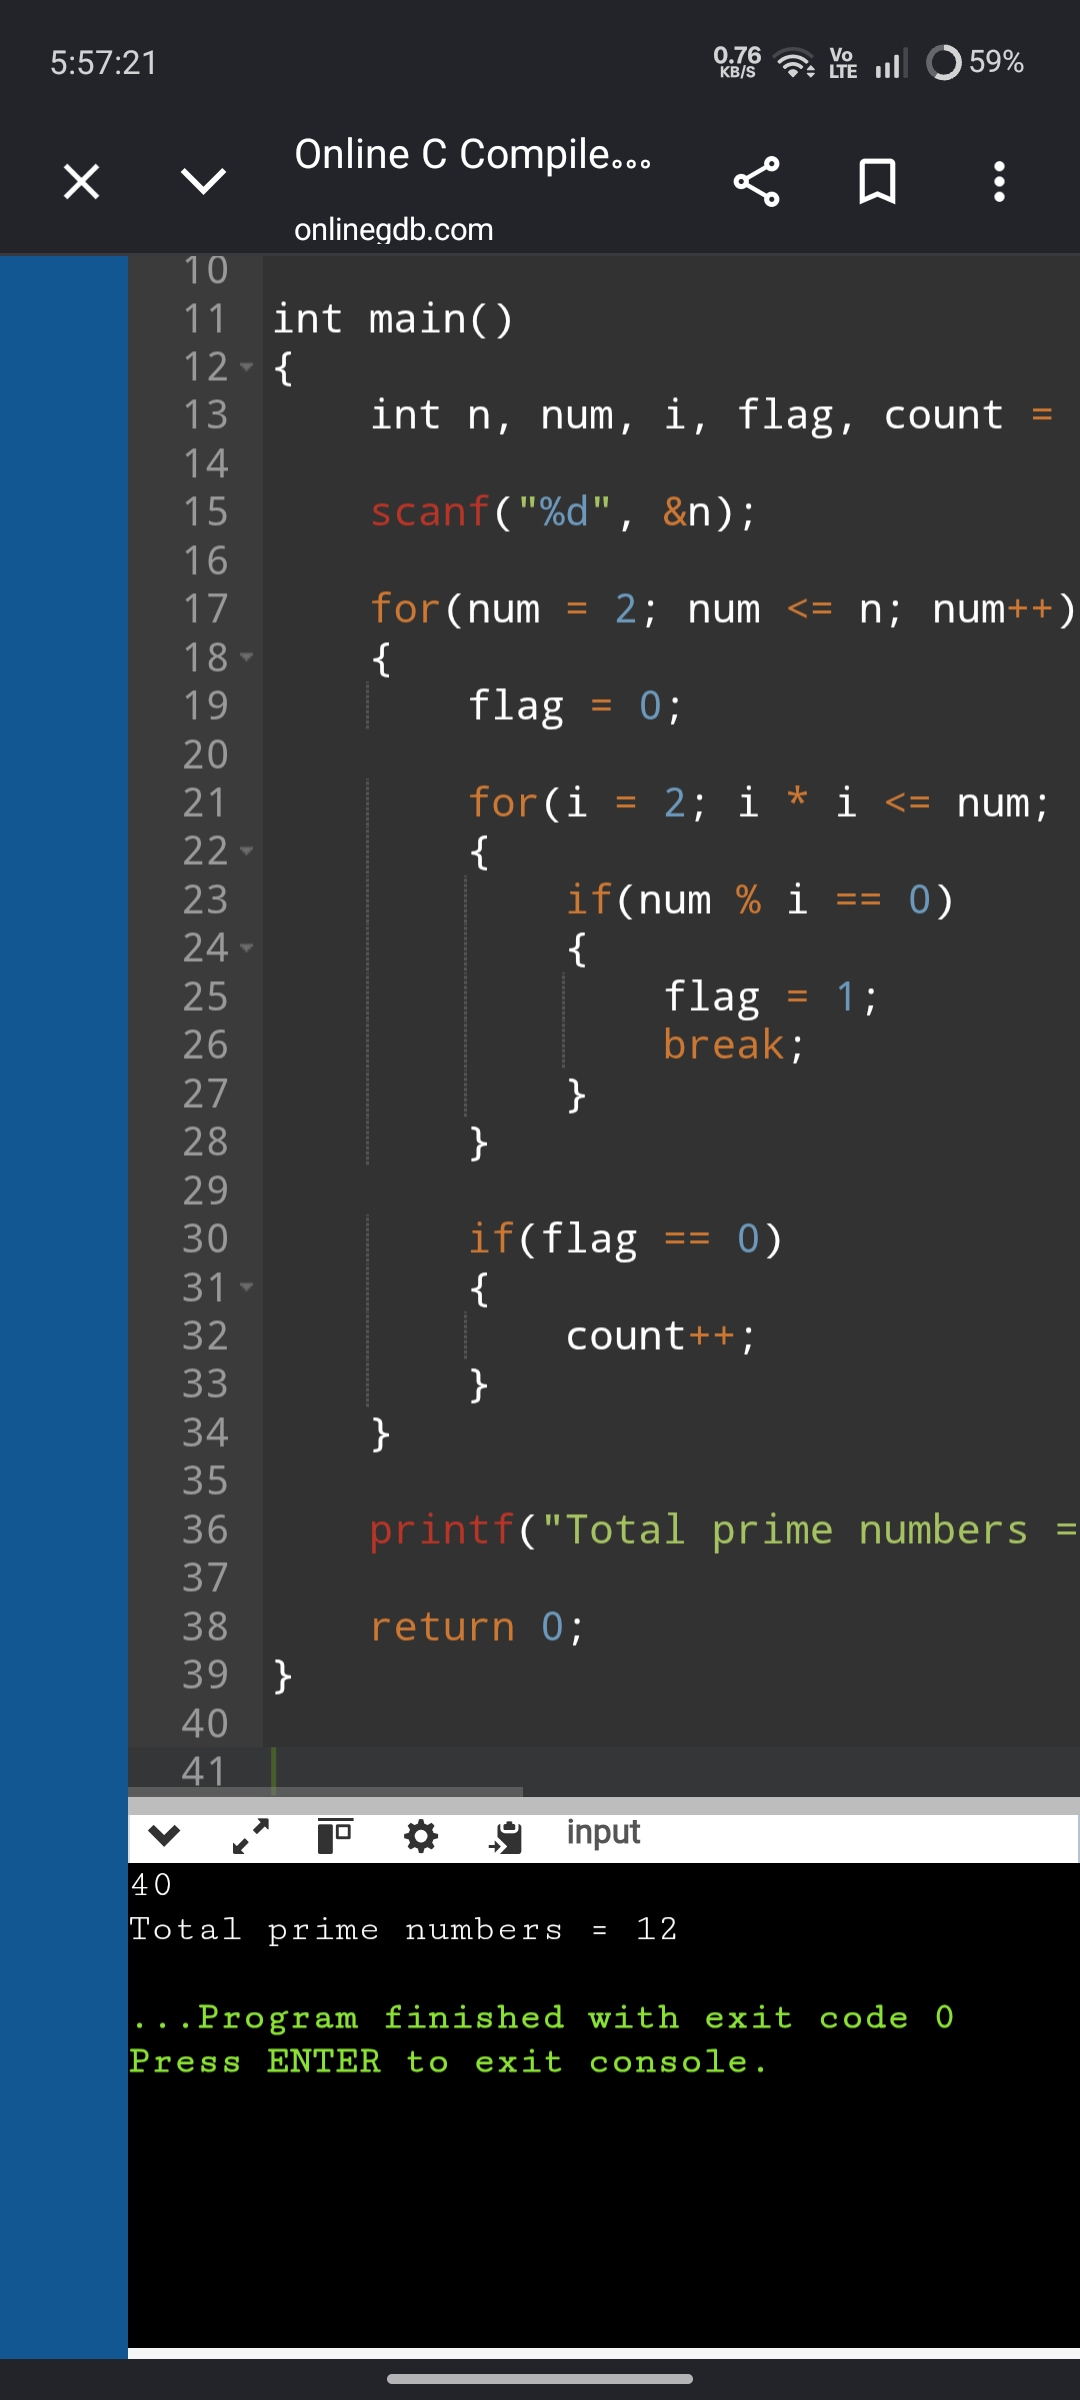 5:57:21
0.76 KB/S Vo LTE 59%
Online C Compile...
onlinegdb.com
10
11 int main()
12 {
13     int n, num, i, flag, count =
14
15     scanf("%d", &n);
16
17     for(num = 2; num <= n; num++)
18     {
19         flag = 0;
20
21         for(i = 2; i * i <= num;
22         {
23             if(num % i == 0)
24             {
25                 flag = 1;
26                 break;
27             }
28         }
29
30         if(flag == 0)
31         {
32             count++;
33         }
34     }
35
36     printf("Total prime numbers =
37
38     return 0;
39 }
40
41
input
40
Total prime numbers = 12
...Program finished with exit code 0
Press ENTER to exit console.